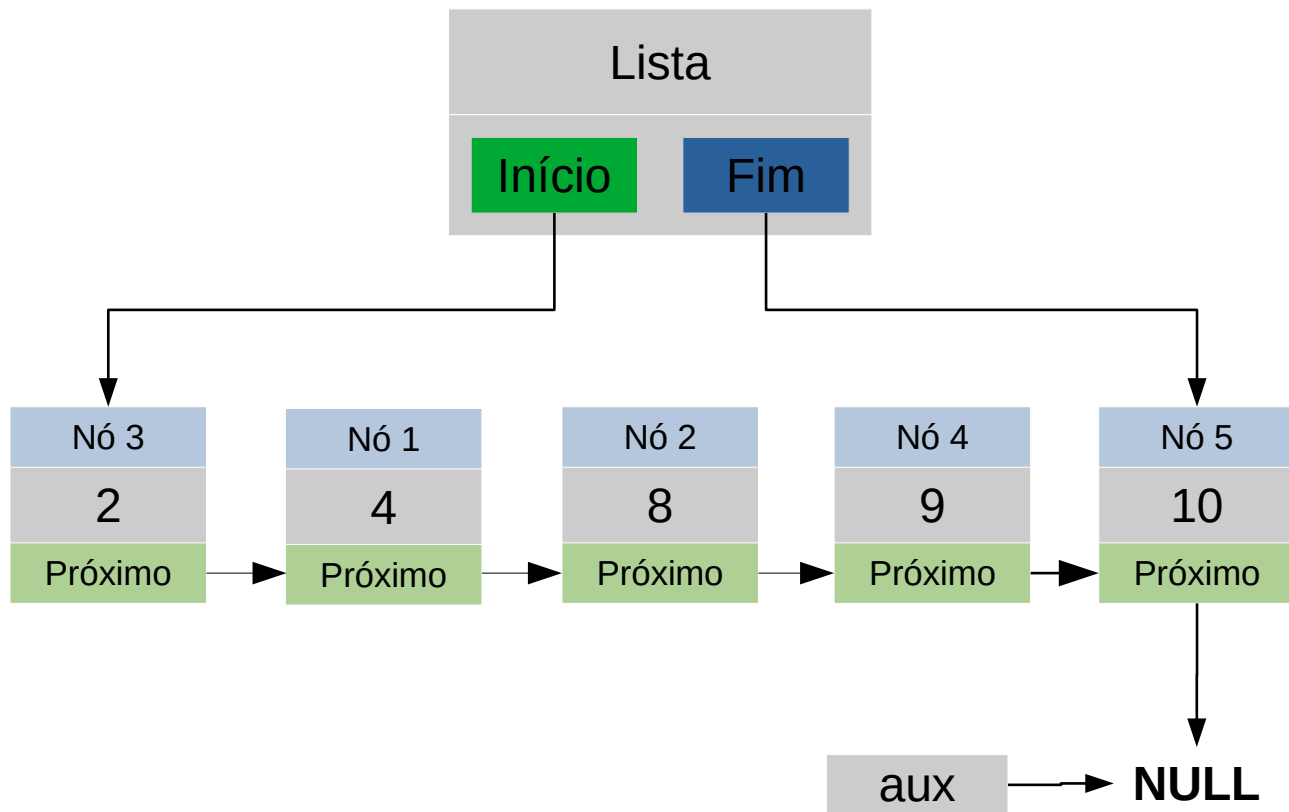 Lista
Início Fim
Nó 3 Nó 1 Nó 2 Nó 4 Nó 5
2 4 8 9 10
Próximo Próximo Próximo Próximo Próximo
aux NULL